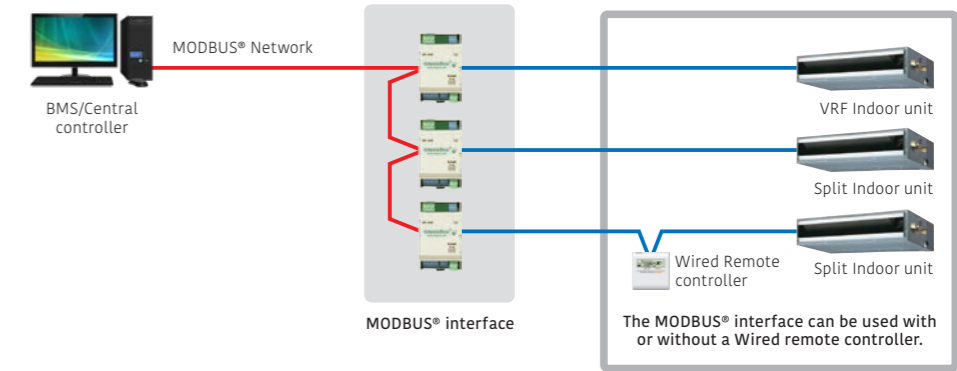 MODBUS® Network
BMS/Central
controller
MODBUS® interface
VRF Indoor unit
Split Indoor unit
Wired Remote
controller
Split Indoor unit
The MODBUS® interface can be used with
or without a Wired remote controller.